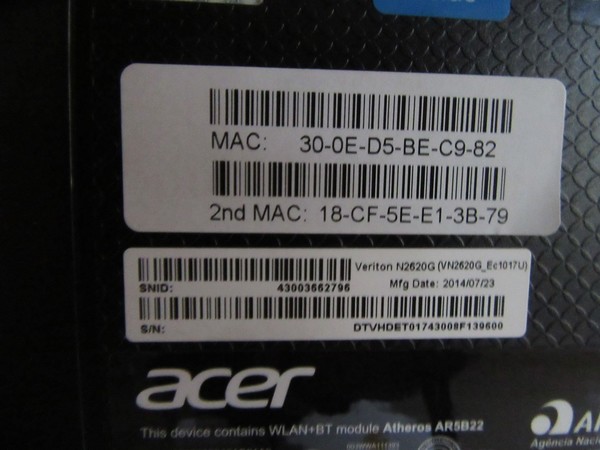 MAC: 30-0E-D5-BE-C9-82
2nd MAC: 18-CF-5E-E1-3B-79
Veriton N2620G (VN2620G_Ec1017U)
SNID: 43003662796 Mfg Date: 2014/07/23
S/N: DTVHDET01743008F139600
acer
This device contains WLAN+BT module Atheros AR5B22
Agência